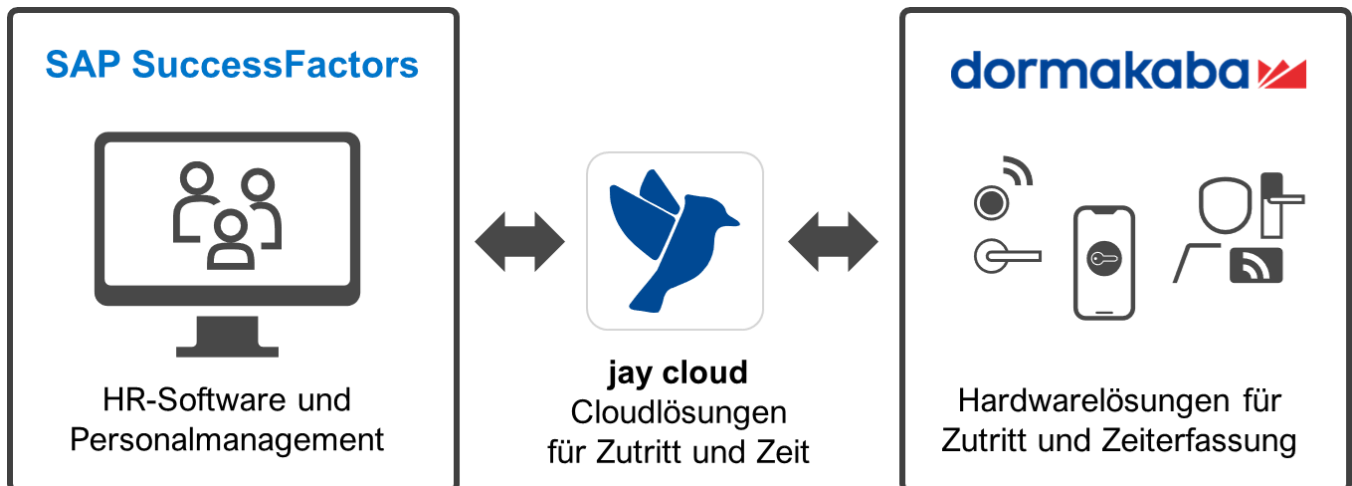 SAP SuccessFactors
HR-Software und
Personalmanagement
jay cloud
Cloudlösungen
für Zutritt und Zeit
dormakaba
Hardwarelösungen für
Zutritt und Zeiterfassung